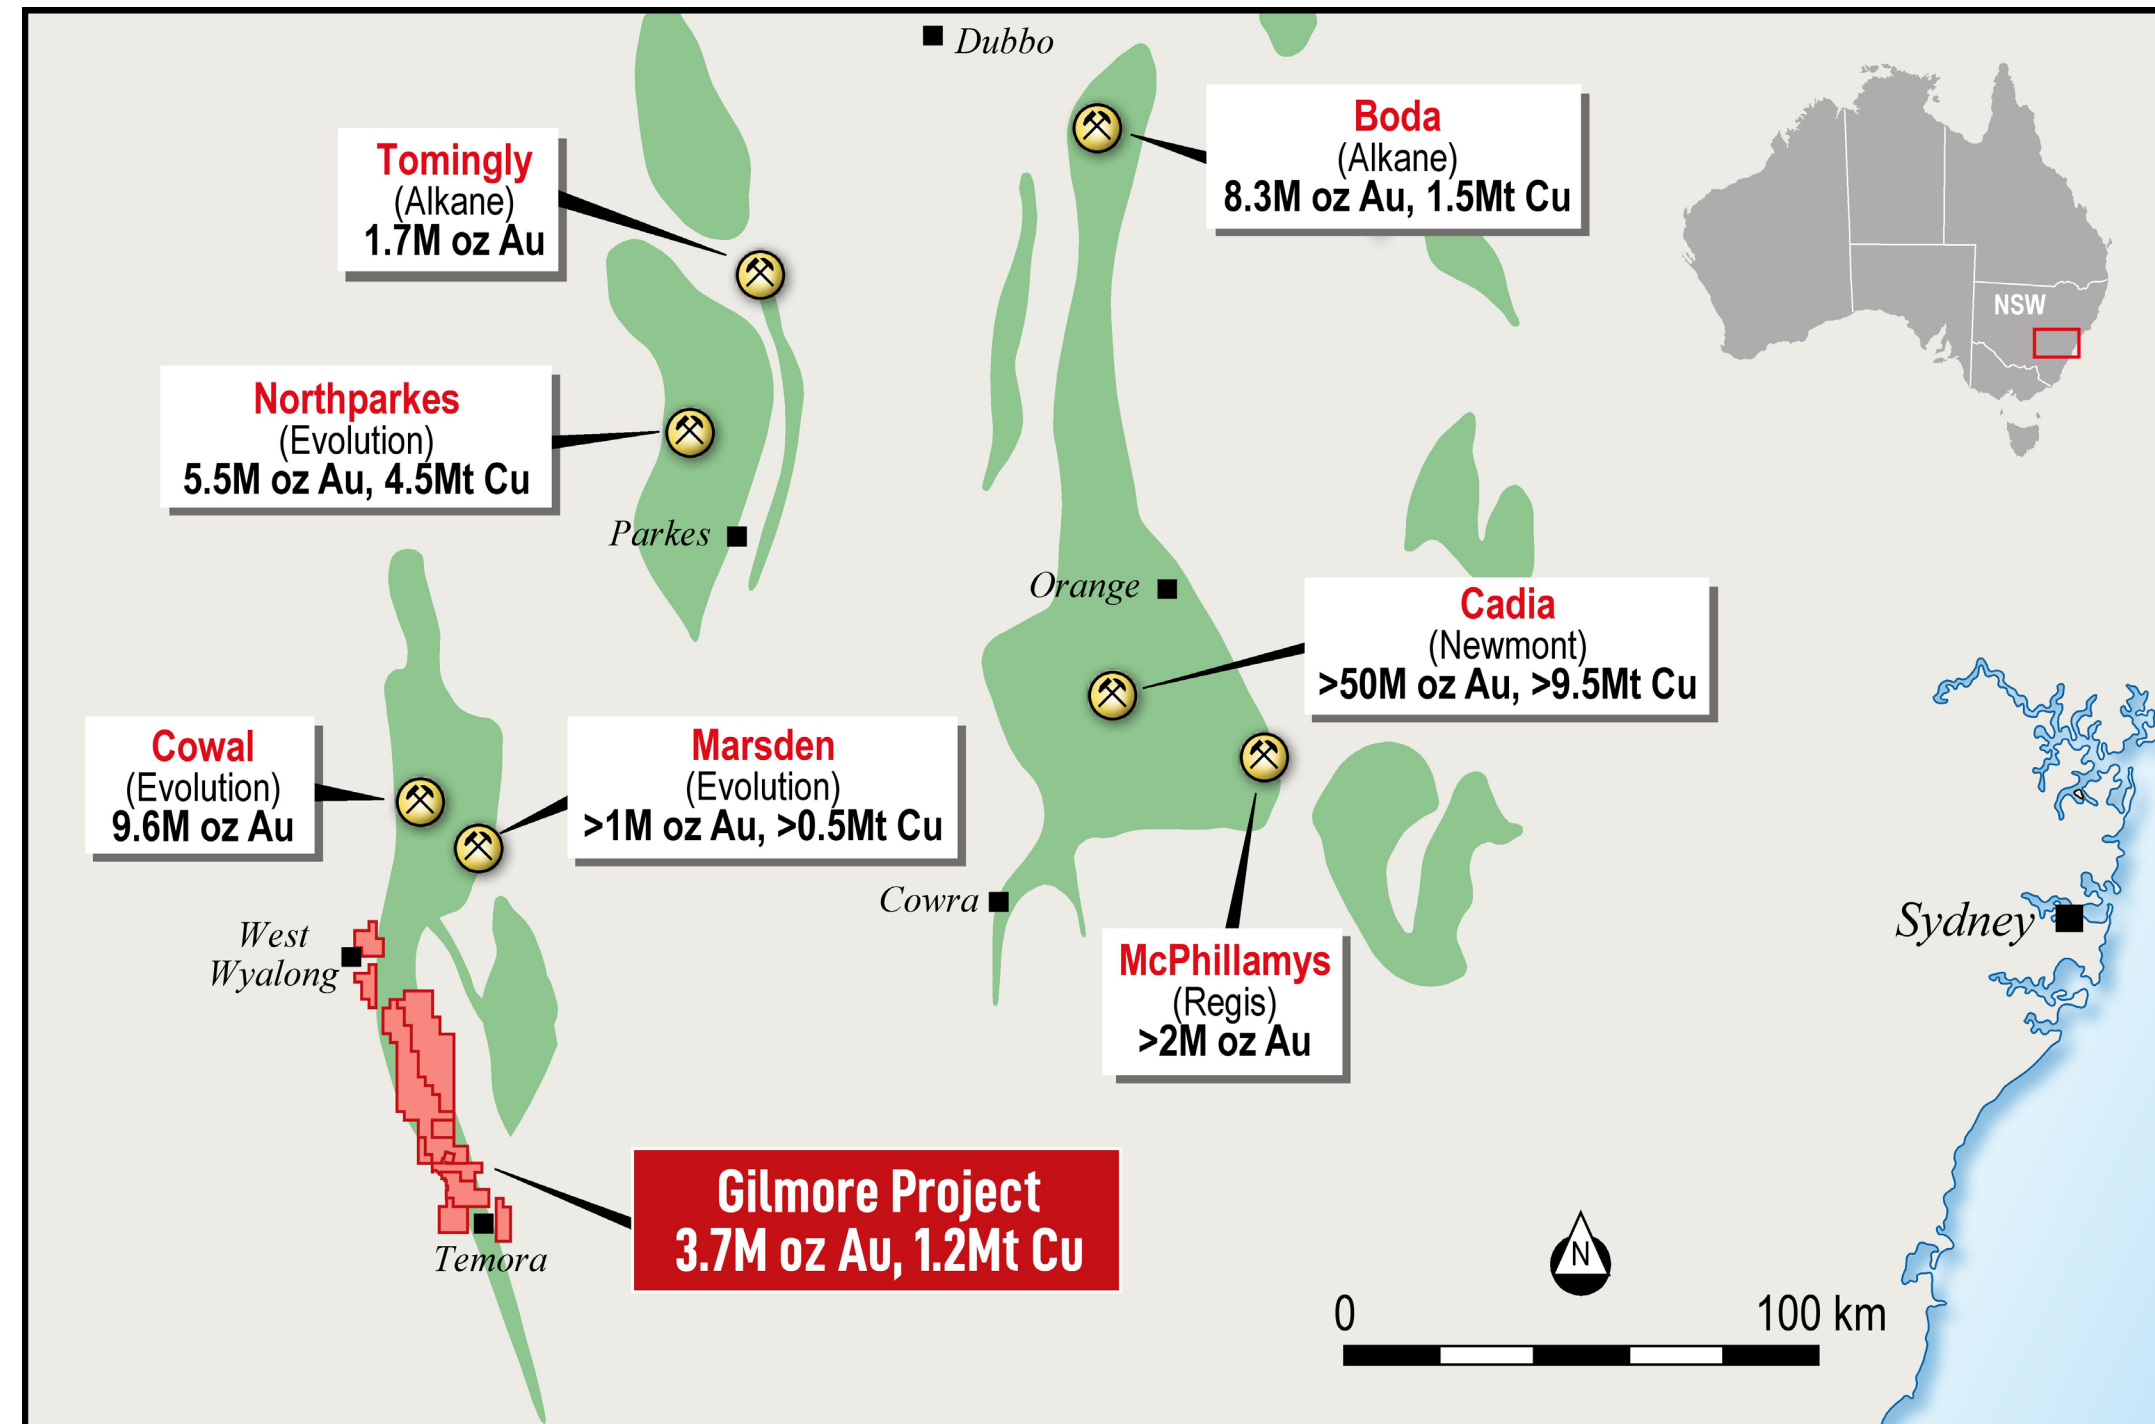 Dubbo
Boda
(Alkane)
8.3M oz Au, 1.5Mt Cu
Tomingly
(Alkane)
1.7M oz Au
NSW
Northparkes
(Evolution)
5.5M oz Au, 4.5Mt Cu
Parkes
Orange
Cadia
(Newmont)
>50M oz Au, >9.5Mt Cu
Cowal
(Evolution)
9.6M oz Au
Marsden
(Evolution)
>1M oz Au, >0.5Mt Cu
Cowra
Sydney
West
Wyalong
McPhillamys
(Regis)
>2M oz Au
Gilmore Project
3.7M oz Au, 1.2Mt Cu
Temora
N
0
100 km